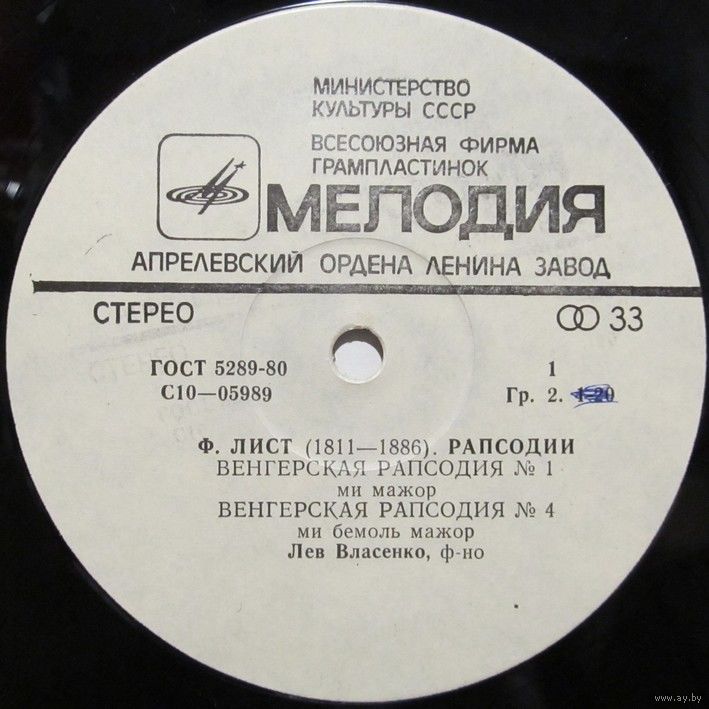 МИНИСТЕРСТВО
КУЛЬТУРЫ СССР
ВСЕСОЮЗНАЯ ФИРМА
ГРАМПЛАСТИНОК
МЕЛОДИЯ
АПРЕЛЕВСКИЙ ОРДЕНА ЛЕНИНА ЗАВОД
СТЕРЕО 33
ГОСТ 5289-80 1
С10—05989 Гр. 2. 1-20
Ф. ЛИСТ (1811—1886). РАПСОДИИ
ВЕНГЕРСКАЯ РАПСОДИЯ № 1
ми мажор
ВЕНГЕРСКАЯ РАПСОДИЯ № 4
ми бемоль мажор
Лев Власенко, ф-но
www.ay.by